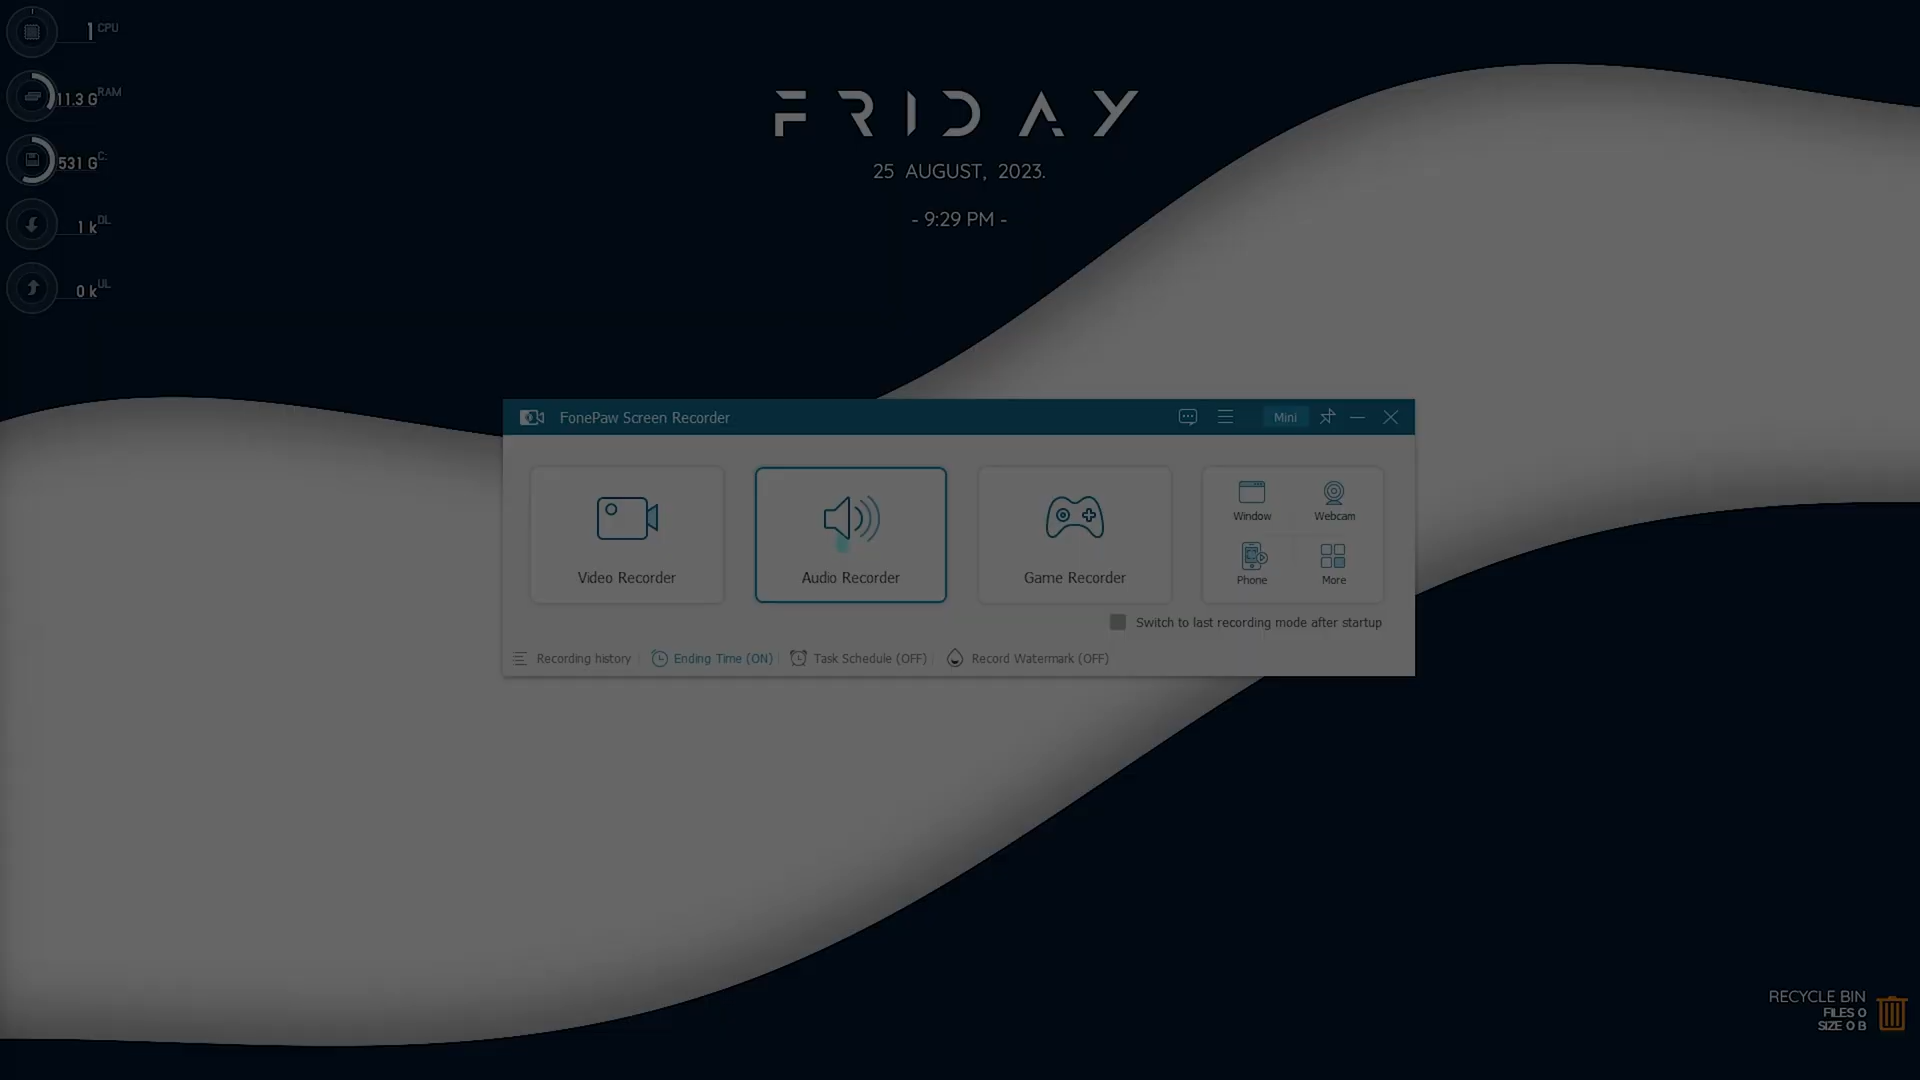 1 CPU
11.3 G RAM
531 G C:
1 k DL
0 k UL
FRIDAY
25 AUGUST, 2023.
- 9:29 PM -
FonePaw Screen Recorder
Mini
Video Recorder
Audio Recorder
Game Recorder
Window
Webcam
Phone
More
Switch to last recording mode after startup
Recording history
Ending Time (ON)
Task Schedule (OFF)
Record Watermark (OFF)
RECYCLE BIN
FILES 0
SIZE 0 B